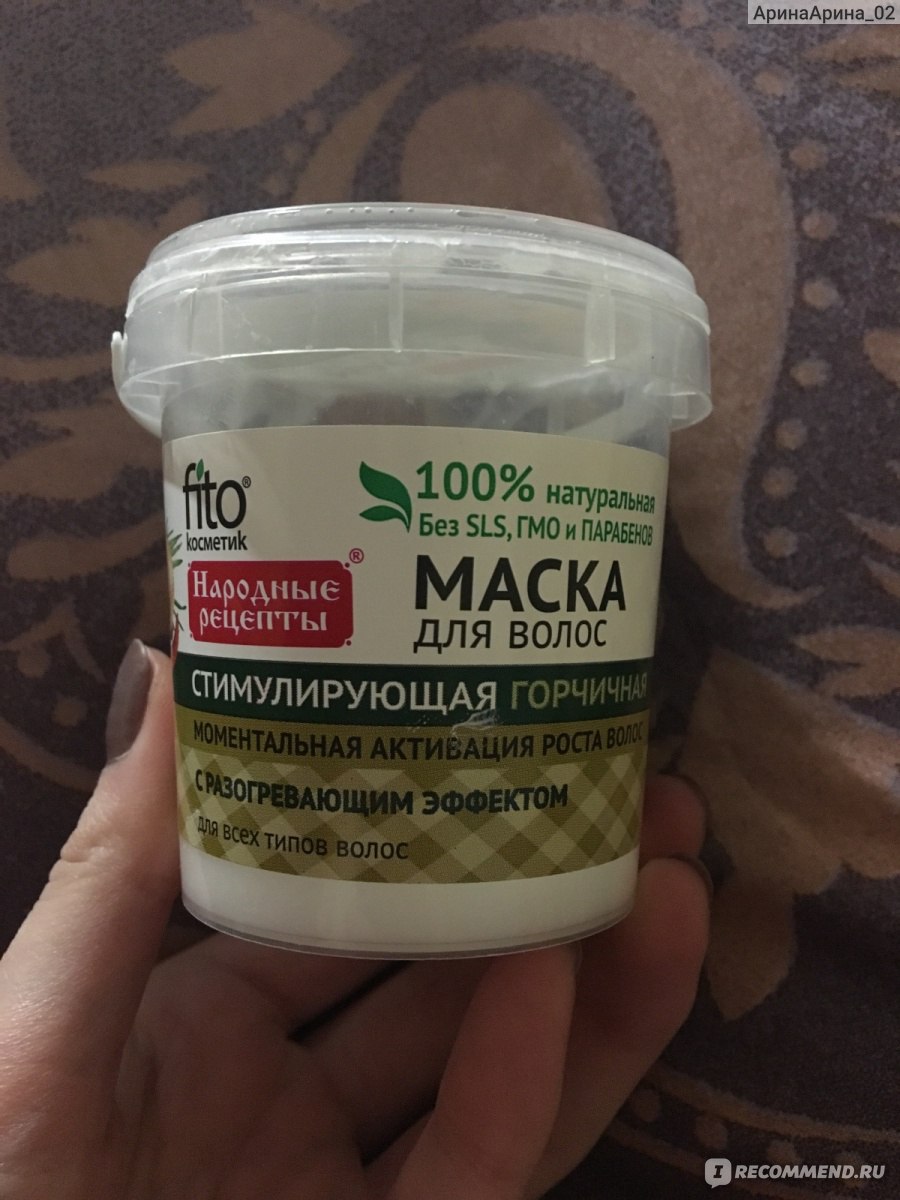 АринаАрина_02
fito®
косметик
Народные ®
рецепты
100% натуральная
Без SLS, ГМО и ПАРАБЕНОВ
МАСКА
ДЛЯ ВОЛОС
СТИМУЛИРУЮЩАЯ ГОРЧИЧНАЯ
МОМЕНТАЛЬНАЯ АКТИВАЦИЯ РОСТА ВОЛОС
С РАЗОГРЕВАЮЩИМ ЭФФЕКТОМ
для всех типов волос
IRECOMMEND.RU